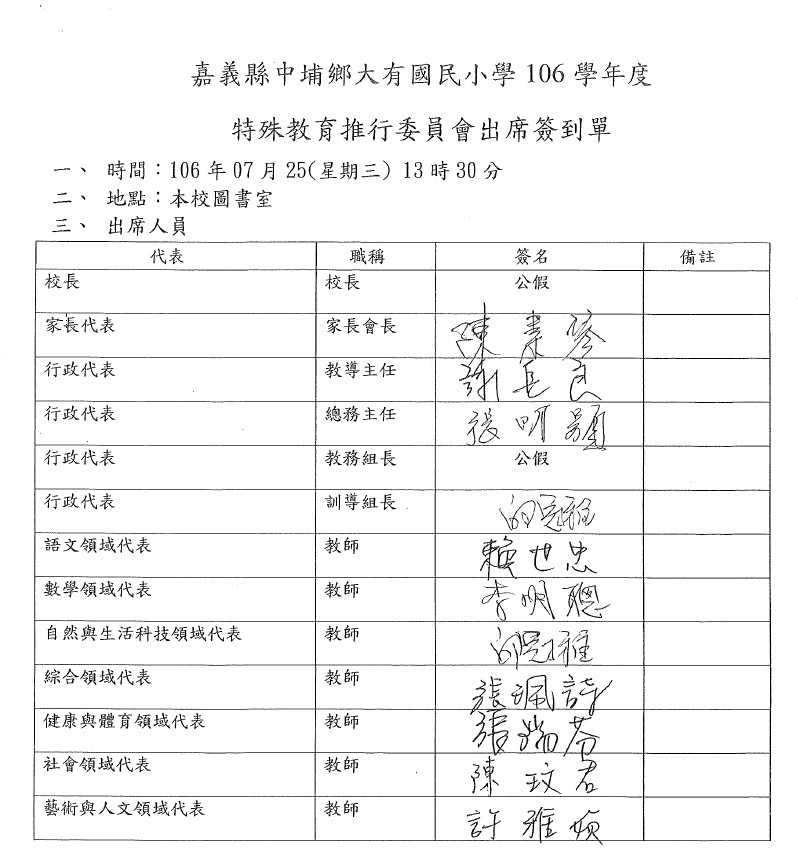 嘉義縣中埔鄉大有國民小學 106 學年度
特殊教育推行委員會出席簽到單
一、 時間：106 年 07 月 25(星期三) 13 時 30 分
二、 地點：本校圖書室
三、 出席人員
代表 職稱 簽名 備註
校長 校長 公假
家長代表 家長會長 陳
行政代表 教導主任 謝長良
行政代表 總務主任 張明顯
行政代表 教務組長 公假
行政代表 訓導組長
語文領域代表 教師 賴世忠
數學領域代表 教師 李明聰
自然與生活科技領域代表 教師
綜合領域代表 教師 張珮詩
健康與體育領域代表 教師 張瑞芬
社會領域代表 教師 陳玟君
藝術與人文領域代表 教師 許雅